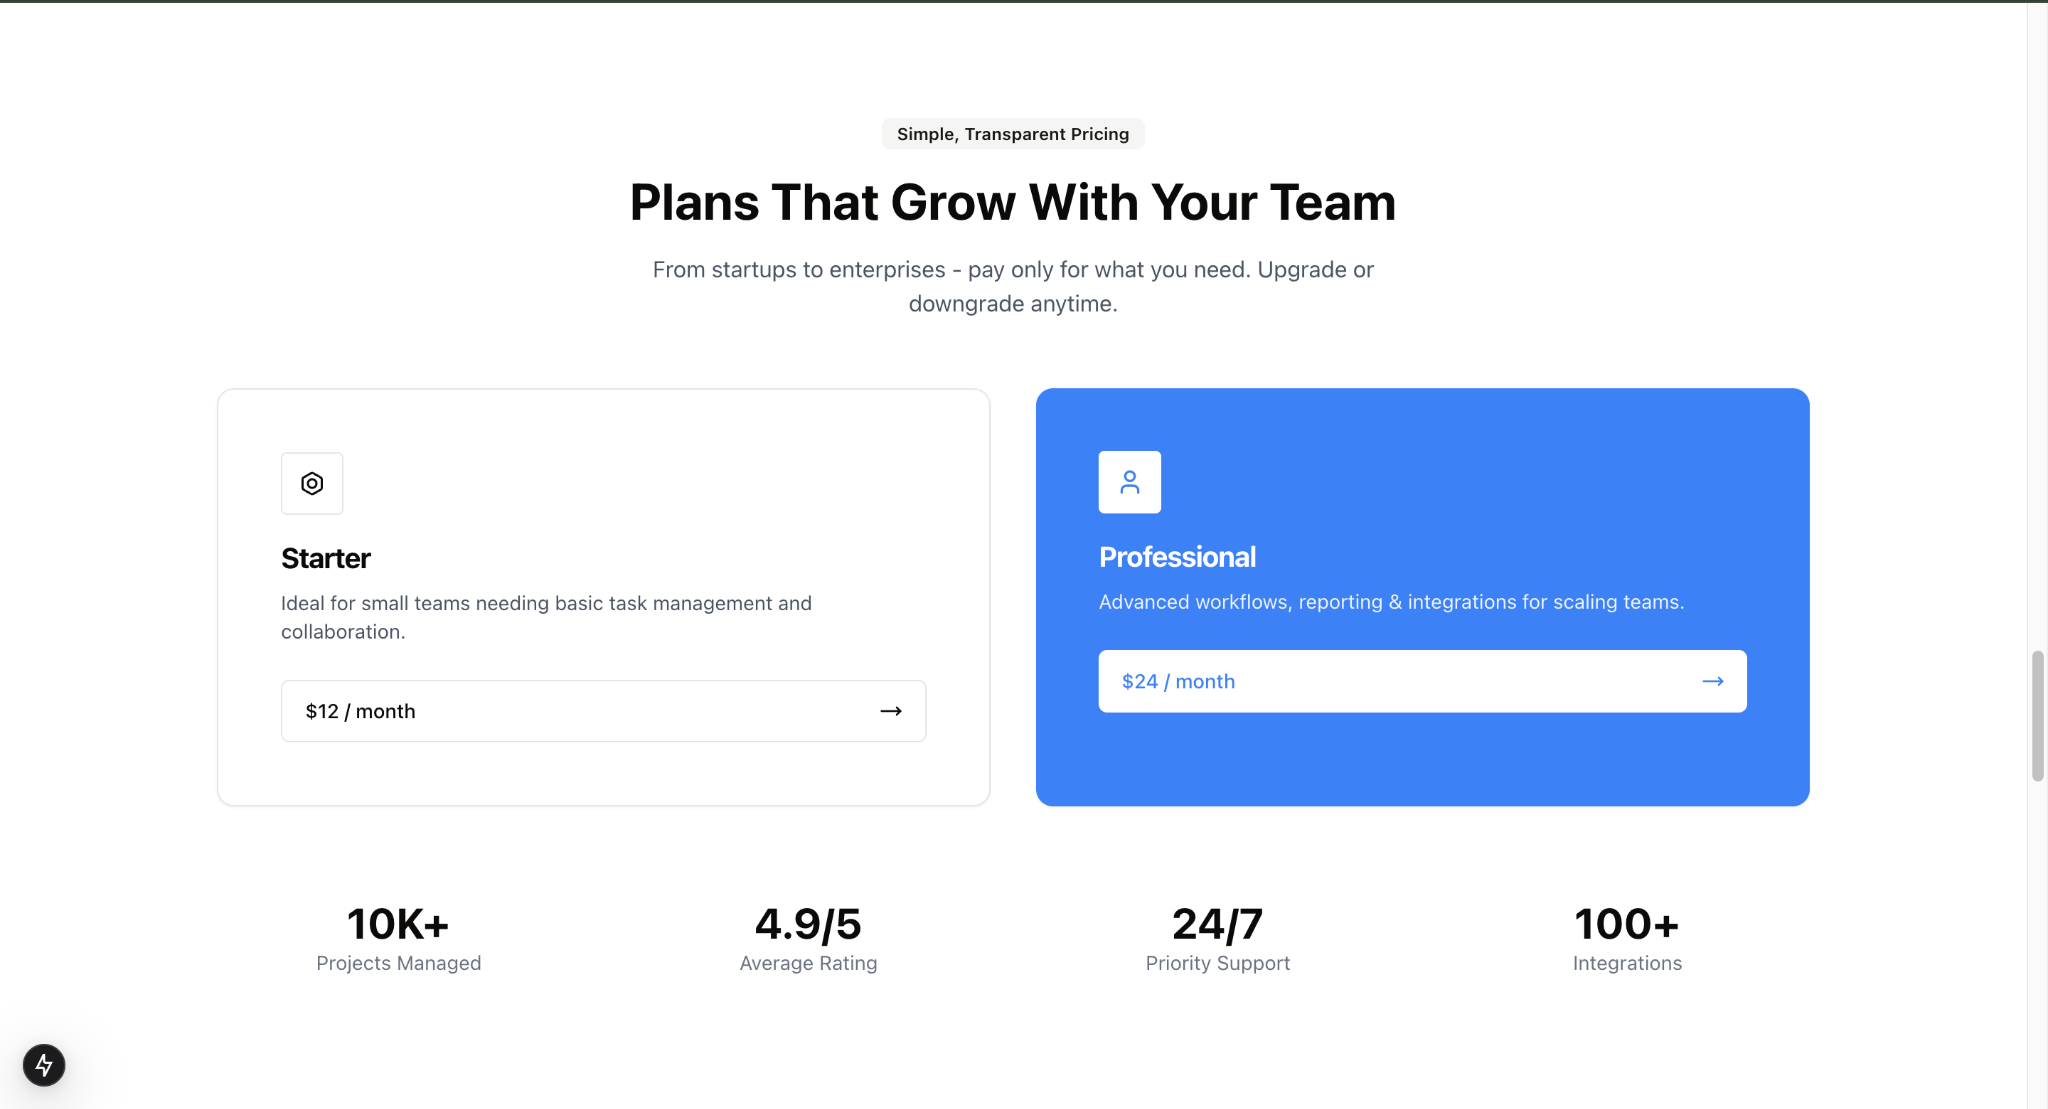 Simple, Transparent Pricing
Plans That Grow With Your Team
From startups to enterprises - pay only for what you need. Upgrade or
downgrade anytime.
Starter
Ideal for small teams needing basic task management and
collaboration.
$12 / month
Professional
Advanced workflows, reporting & integrations for scaling teams.
$24 / month
10K+
Projects Managed
4.9/5
Average Rating
24/7
Priority Support
100+
Integrations